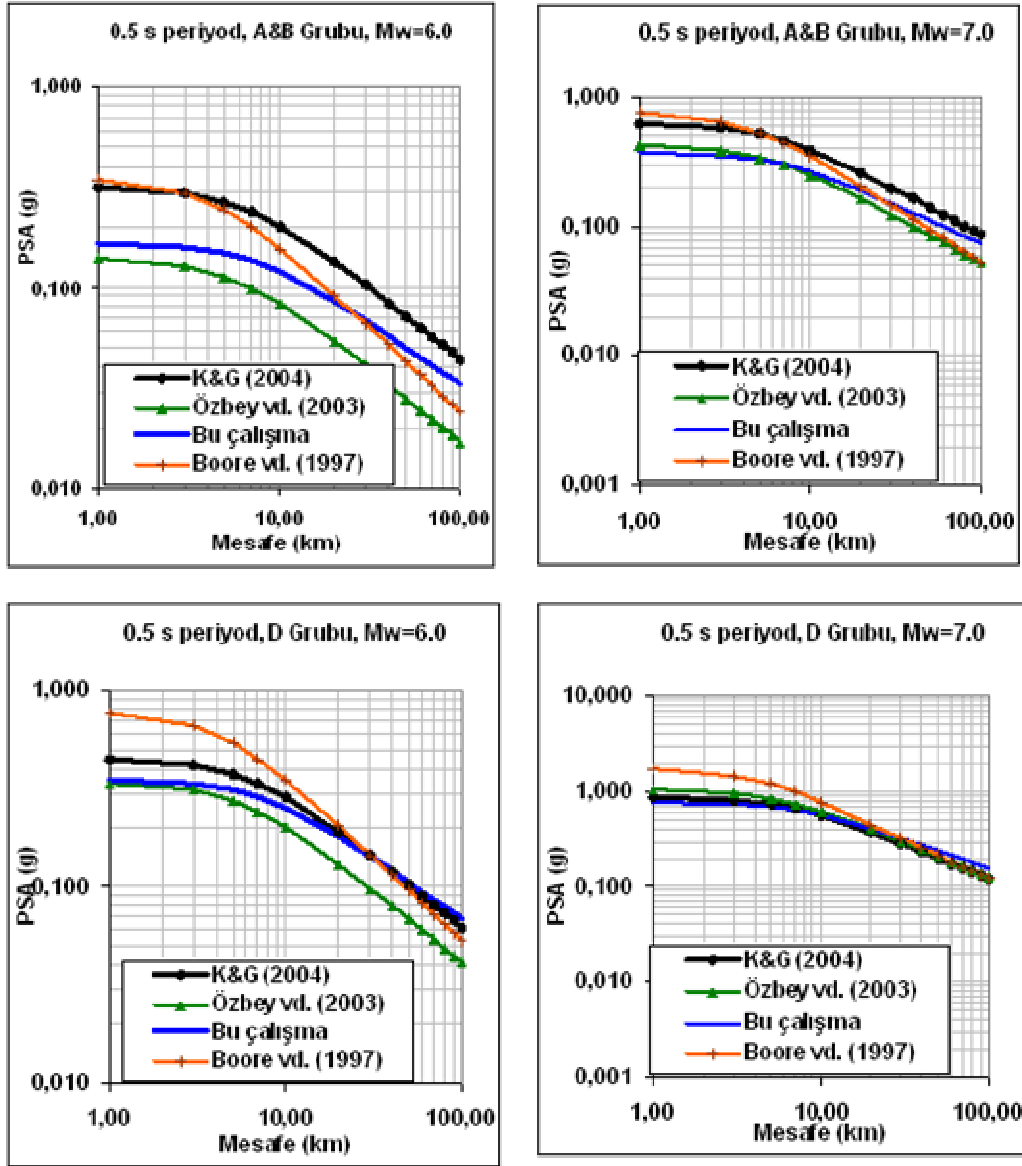 0.5 s periyod, A&B Grubu, Mw=6.0
1,000
0,100
0,010
PSA (g)
K&G (2004)
Özbey vd. (2003)
Bu çalışma
Boore vd. (1997)
1,00
10,00
100,00
Mesafe (km)
0.5 s periyod, A&B Grubu, Mw=7.0
1,000
0,100
0,010
0,001
PSA (g)
K&G (2004)
Özbey vd. (2003)
Bu çalışma
Boore vd. (1997)
1,00
10,00
100,00
Mesafe (km)
0.5 s periyod, D Grubu, Mw=6.0
1,000
0,100
0,010
PSA (g)
K&G (2004)
Özbey vd. (2003)
Bu çalışma
Boore vd. (1997)
1,00
10,00
100,00
Mesafe (km)
0.5 s periyod, D Grubu, Mw=7.0
10,000
1,000
0,100
0,010
0,001
PSA (g)
K&G (2004)
Özbey vd. (2003)
Bu çalışma
Boore vd. (1997)
1,00
10,00
100,00
Mesafe (km)